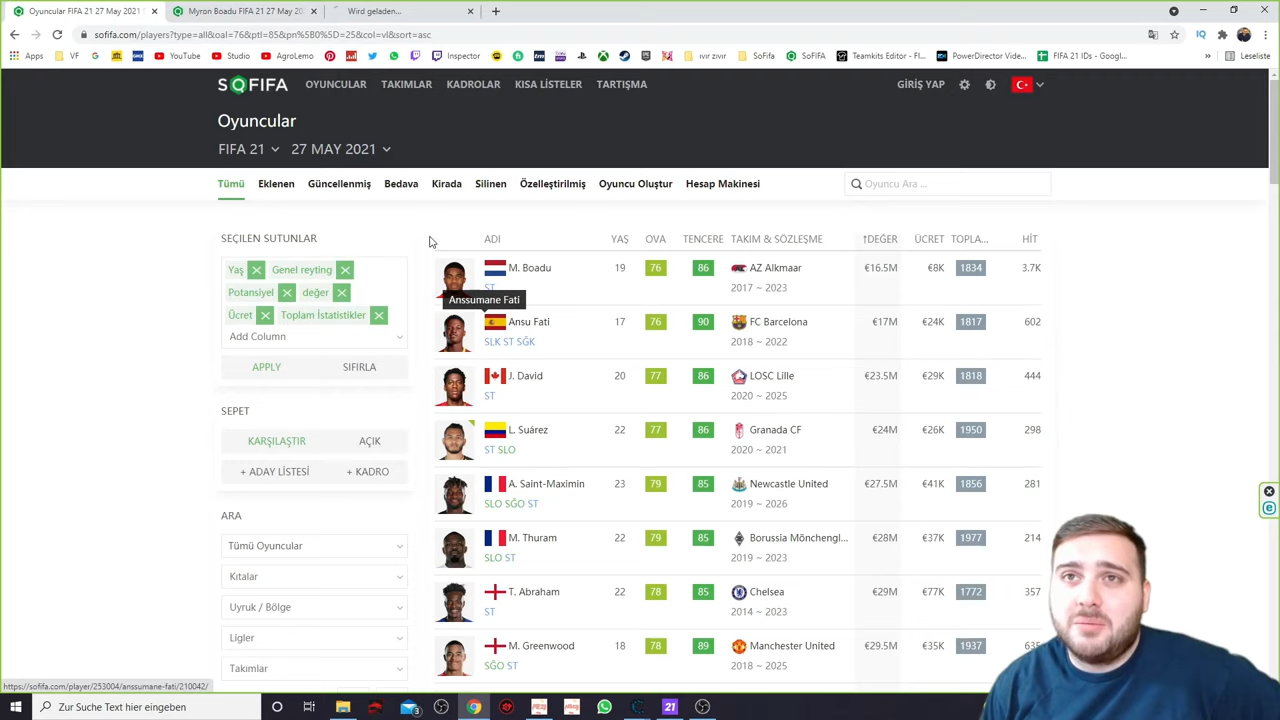 Oyuncular FIFA 21 27 May 2021 S
Myron Boadu FIFA 21 27 May 20
Wird geladen...
sofifa.com/players?type=all&oal=76&ptl=85&pn%5B0%5D=25&col=vl&sort=asc
Apps VF YouTube Studio AgroLemo Inspector ıvır zıvır SoFifa SoFIFA Teamkits Editor - Fl... PowerDirector Vide... FIFA 21 IDs - Googl... Leseliste
SOFIFA OYUNCULAR TAKIMLAR KADROLAR KISA LİSTELER TARTIŞMA GİRİŞ YAP
Oyuncular
FIFA 21 27 MAY 2021
Tümü Eklenen Güncellenmiş Bedava Kirada Silinen Özelleştirilmiş Oyuncu Oluştur Hesap Makinesi Oyuncu Ara ...
SEÇİLEN SUTUNLAR
Yaş Genel reyting
Potansiyel değer
Ücret Toplam İstatistikler
Add Column
APPLY SIFIRLA
SEPET
KARŞILAŞTIR AÇIK
+ ADAY LİSTESİ + KADRO
ARA
Tümü Oyuncular
Kıtalar
Uyruk / Bölge
Ligler
Takımlar
ADI YAŞ OVA TENCERE TAKIM & SÖZLEŞME DEĞER ÜCRET TOPLA... HİT
M. Boadu 19 76 86 AZ Alkmaar €16.5M €8K 1834 3.7K
ST 2017 ~ 2023
Anssumane Fati
Ansu Fati 17 76 90 FC Barcelona €17M €24K 1817 602
SLK ST SĞK 2018 ~ 2022
J. David 20 77 86 LOSC Lille €23.5M €29K 1818 444
ST 2020 ~ 2025
L. Suárez 22 77 86 Granada CF €24M €26K 1950 298
ST SLO 2020 ~ 2021
A. Saint-Maximin 23 79 85 Newcastle United €27.5M €41K 1856 281
SLO SĞO ST 2019 ~ 2026
M. Thuram 22 79 85 Borussia Mönchengl... €28M €37K 1977 214
SLO ST 2019 ~ 2023
T. Abraham 22 78 85 Chelsea €29M €77K 1772 357
ST 2014 ~ 2023
M. Greenwood 18 78 89 Manchester United €29.5M €35K 1937
SĞO ST 2018 ~ 2025
https://sofifa.com/player/253004/anssumane-fati/210042/
Zur Suche Text hier eingeben
3
21